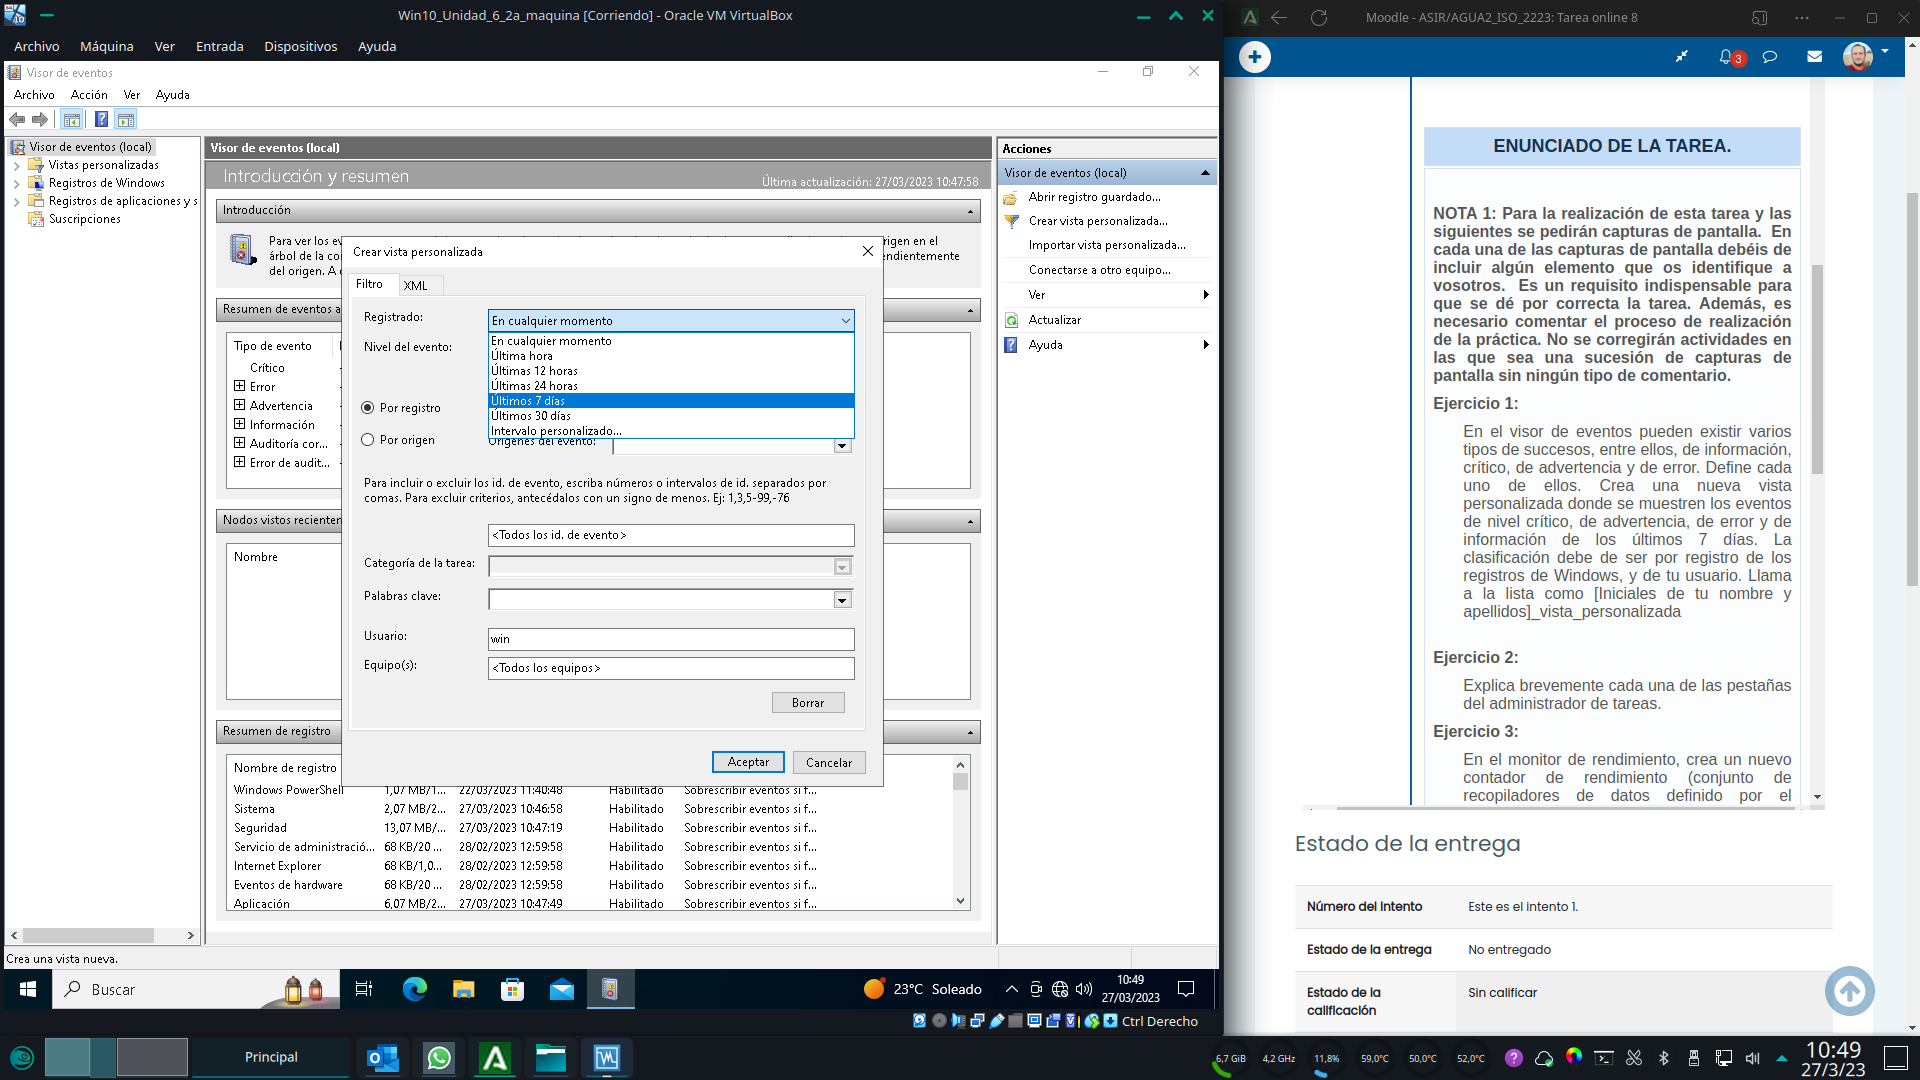 Win10_Unidad_6_2a_maquina [Corriendo] - Oracle VM VirtualBox
Archivo Máquina Ver Entrada Dispositivos Ayuda
Visor de eventos
Archivo Acción Ver Ayuda
Visor de eventos (local)
Vistas personalizadas
Registros de Windows
Registros de aplicaciones y s
Suscripciones
Visor de eventos (local)
Introducción y resumen
Última actualización: 27/03/2023 10:47:58
Introducción
Para ver los ev
origen en el
árbol de la co
endientemente
del origen. A
Resumen de eventos a
Tipo de evento
Crítico
Error
Advertencia
Información
Auditoría cor...
Error de audit...
Nodos vistos recienten
Nombre
Resumen de registro
Nombre de registro
Windows PowerShell 1,07 MB/1... 22/03/2023 11:40:48 Habilitado Sobrescribir eventos si f...
Sistema 2,07 MB/2... 27/03/2023 10:46:58 Habilitado Sobrescribir eventos si f...
Seguridad 13,07 MB/... 27/03/2023 10:47:19 Habilitado Sobrescribir eventos si f...
Servicio de administració... 68 KB/20 ... 28/02/2023 12:59:58 Habilitado Sobrescribir eventos si f...
Internet Explorer 68 KB/1,0... 28/02/2023 12:59:58 Habilitado Sobrescribir eventos si f...
Eventos de hardware 68 KB/20 ... 28/02/2023 12:59:58 Habilitado Sobrescribir eventos si f...
Aplicación 6,07 MB/2... 27/03/2023 10:47:49 Habilitado Sobrescribir eventos si f...
Crear vista personalizada
Filtro XML
Registrado: En cualquier momento
Nivel del evento:
En cualquier momento
Última hora
Últimas 12 horas
Últimas 24 horas
Últimos 7 días
Últimos 30 días
Intervalo personalizado...
Por registro
Por origen
Orígenes del evento:
Para incluir o excluir los id. de evento, escriba números o intervalos de id. separados por
comas. Para excluir criterios, antecédalos con un signo de menos. Ej: 1,3,5-99,-76
<Todos los id. de evento>
Categoría de la tarea:
Palabras clave:
Usuario: win
Equipo(s): <Todos los equipos>
Borrar
Aceptar Cancelar
Acciones
Visor de eventos (local)
Abrir registro guardado...
Crear vista personalizada...
Importar vista personalizada...
Conectarse a otro equipo...
Ver
Actualizar
Ayuda
Crea una vista nueva.
Buscar
23°C Soleado
10:49
27/03/2023
Ctrl Derecho
Moodle - ASIR/AGUA2_ISO_2223: Tarea online 8
3
ENUNCIADO DE LA TAREA.
NOTA 1: Para la realización de esta tarea y las
siguientes se pedirán capturas de pantalla. En
cada una de las capturas de pantalla debéis de
incluir algún elemento que os identifique a
vosotros. Es un requisito indispensable para
que se dé por correcta la tarea. Además, es
necesario comentar el proceso de realización
de la práctica. No se corregirán actividades en
las que sea una sucesión de capturas de
pantalla sin ningún tipo de comentario.
Ejercicio 1:
En el visor de eventos pueden existir varios
tipos de succesos, entre ellos, de información,
crítico, de advertencia y de error. Define cada
uno de ellos. Crea una nueva vista
personalizada donde se muestren los eventos
de nivel crítico, de advertencia, de error y de
información de los últimos 7 días. La
clasificación debe de ser por registro de los
registros de Windows, y de tu usuario. Llama
a la lista como [Iniciales de tu nombre y
apellidos]_vista_personalizada
Ejercicio 2:
Explica brevemente cada una de las pestañas
del administrador de tareas.
Ejercicio 3:
En el monitor de rendimiento, crea un nuevo
contador de rendimiento (conjunto de
recopiladores de datos definido por el
Estado de la entrega
Número del intento Este es el intento 1.
Estado de la entrega No entregado
Estado de la
calificación
Sin calificar
Principal
6,7 GiB 4,2 GHz 11,8% 59,0°C 50,0°C 52,0°C
10:49
27/3/23